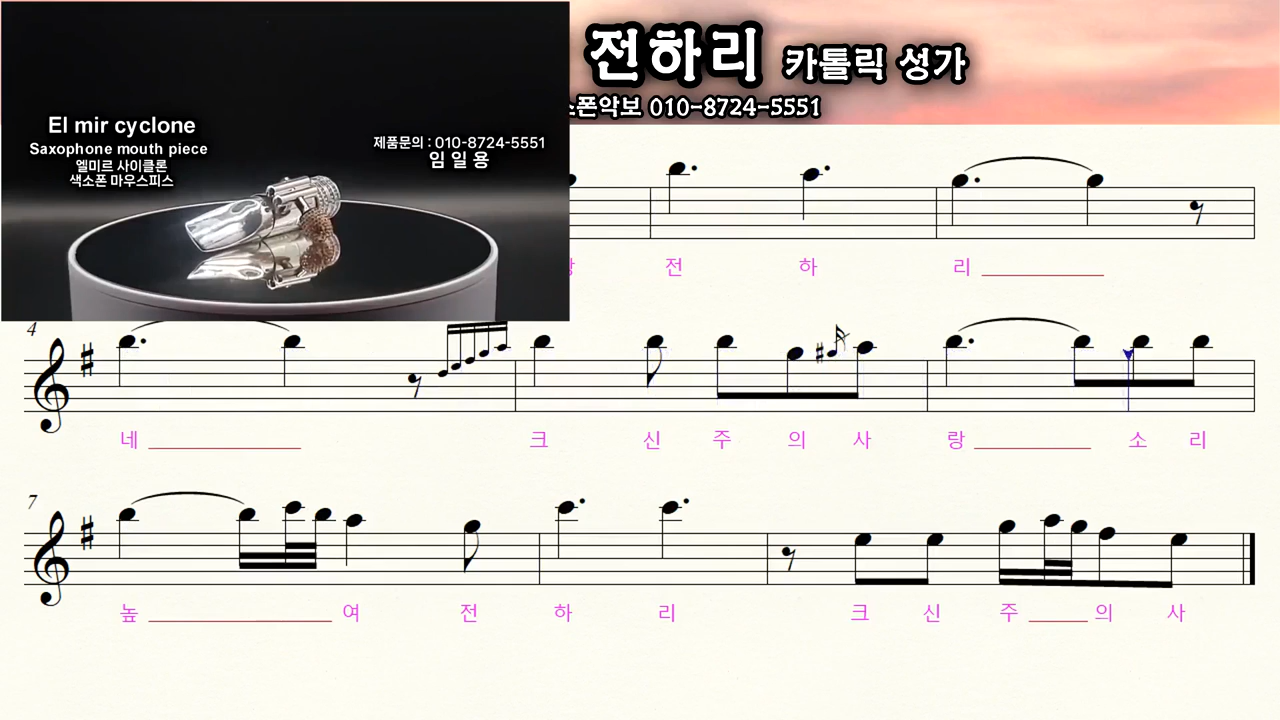 전하리 카톨릭 성가
폰악보 010-8724-5551
El mir cyclone
Saxophone mouth piece
엘미르 사이클론
색소폰 마우스피스
제품문의 : 010-8724-5551
임 일 용
전 하 리
4
네 크 신 주 의 사 랑 소 리
7
높 여 전 하 리 크 신 주 의 사